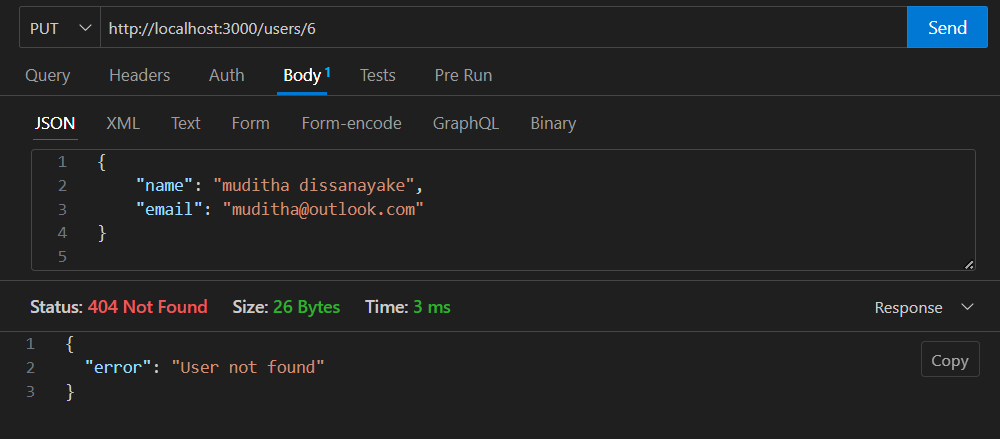 PUT http://localhost:3000/users/6 Send
Query Headers Auth Body 1 Tests Pre Run
JSON XML Text Form Form-encode GraphQL Binary
1 {
2 "name": "muditha dissanayake",
3 "email": "muditha@outlook.com"
4 }
5
Status: 404 Not Found Size: 26 Bytes Time: 3 ms Response
1 {
2 "error": "User not found"
3 }
Copy